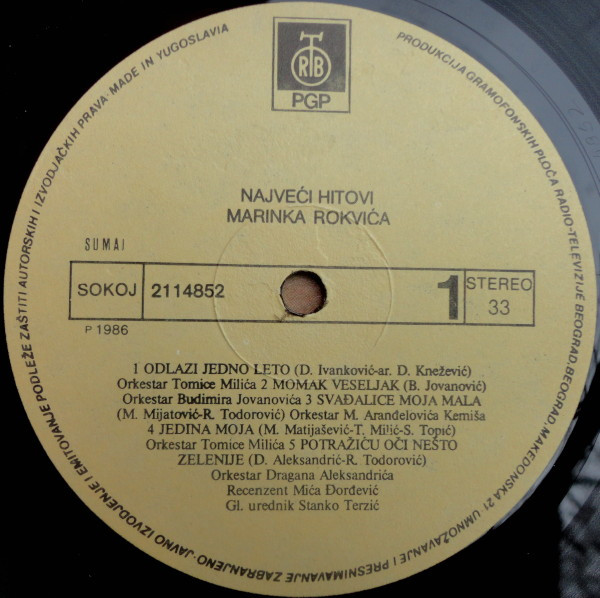 RTB
PGP
PRODUKCIJA GRAMOFONSKIH PLOČA RADIO-TELEVIZIJE BEOGRAD, BEOGRAD, MAKEDONSKA 21 UMNOŽAVANJE I PRESNIMAVANJE ZABRANJENO·JAVNO IZVODJENJE I EMITOVANJE PODLEŽE ZAŠTITI AUTORSKIH I IZVODJAČKIH PRAVA·MADE IN YUGOSLAVIA
NAJVEĆI HITOVI
MARINKA ROKVIĆA
SUMAJ
SOKOJ 2114852 1 STEREO
33
P 1986
1 ODLAZI JEDNO LETO (D. Ivanković-ar. D. Knežević)
Orkestar Tomice Milića 2 MOMAK VESELJAK (B. Jovanović)
Orkestar Budimira Jovanovića 3 SVAĐALICE MOJA MALA
(M. Mijatović-R. Todorović) Orkestar M. Aranđelovića Kemiša
4 JEDINA MOJA (M. Matijašević-T. Milić-S. Topić)
Orkestar Tomice Milića 5 POTRAŽIĆU OČI NEŠTO
ZELENIJE (D. Aleksandrić-R. Todorović)
Orkestar Dragana Aleksandrića
Recenzent Mića Đorđević
Gl. urednik Stanko Terzić